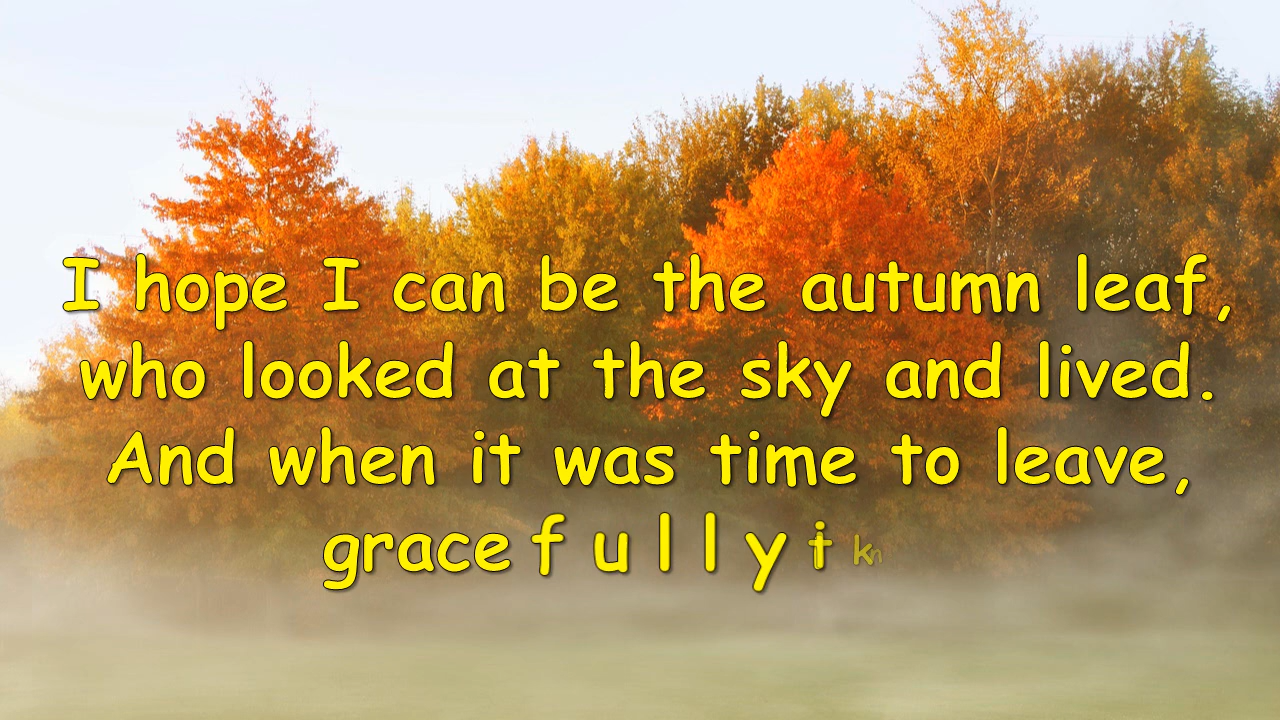 I hope I can be the autumn leaf,
who looked at the sky and lived.
And when it was time to leave,
gracefully